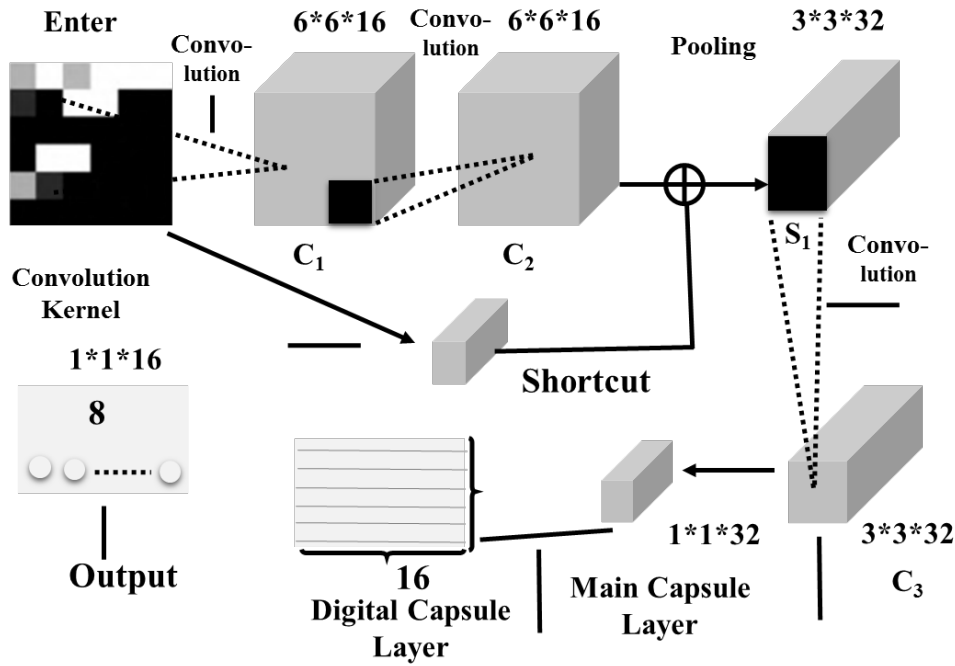 Enter
Convo-
lution
6*6*16
Convo-
lution
6*6*16
Pooling
3*3*32
C1
C2
S1
Convo-
lution
Convolution
Kernel
1*1*16
Shortcut
8
Output
16
Digital Capsule
Layer
1*1*32
Main Capsule
Layer
3*3*32
C3